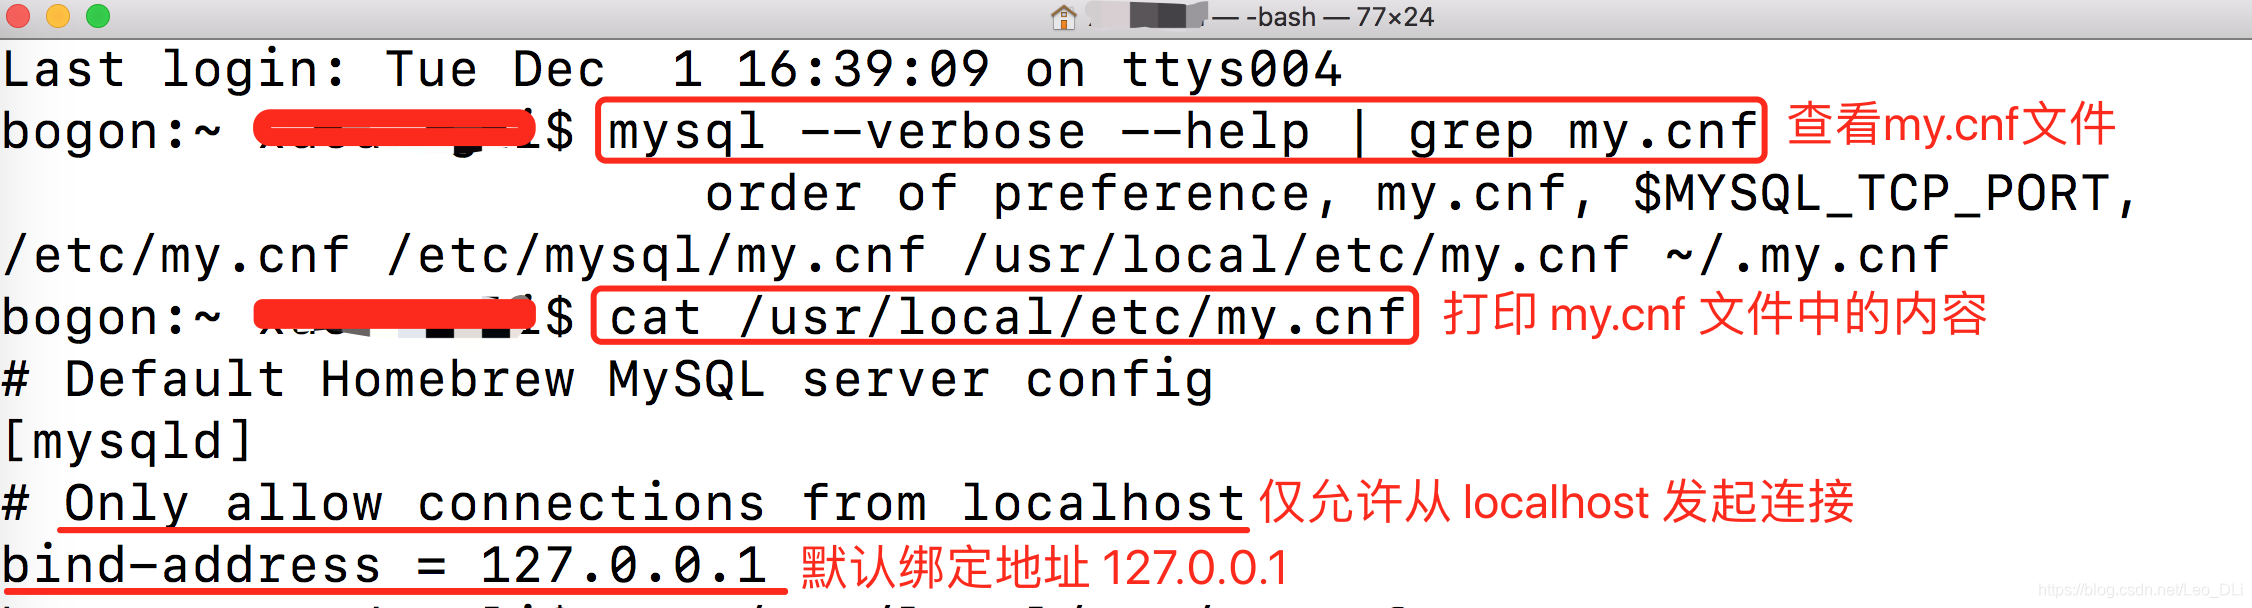 — -bash — 77×24
Last login: Tue Dec  1 16:39:09 on ttys004
bogon:~ $ mysql --verbose --help | grep my.cnf 查看my.cnf文件
order of preference, my.cnf, $MYSQL_TCP_PORT,
/etc/my.cnf /etc/mysql/my.cnf /usr/local/etc/my.cnf ~/.my.cnf
bogon:~ $ cat /usr/local/etc/my.cnf 打印 my.cnf 文件中的内容
# Default Homebrew MySQL server config
[mysqld]
# Only allow connections from localhost 仅允许从 localhost 发起连接
bind-address = 127.0.0.1 默认绑定地址 127.0.0.1
https://blog.csdn.net/Leo_DLi